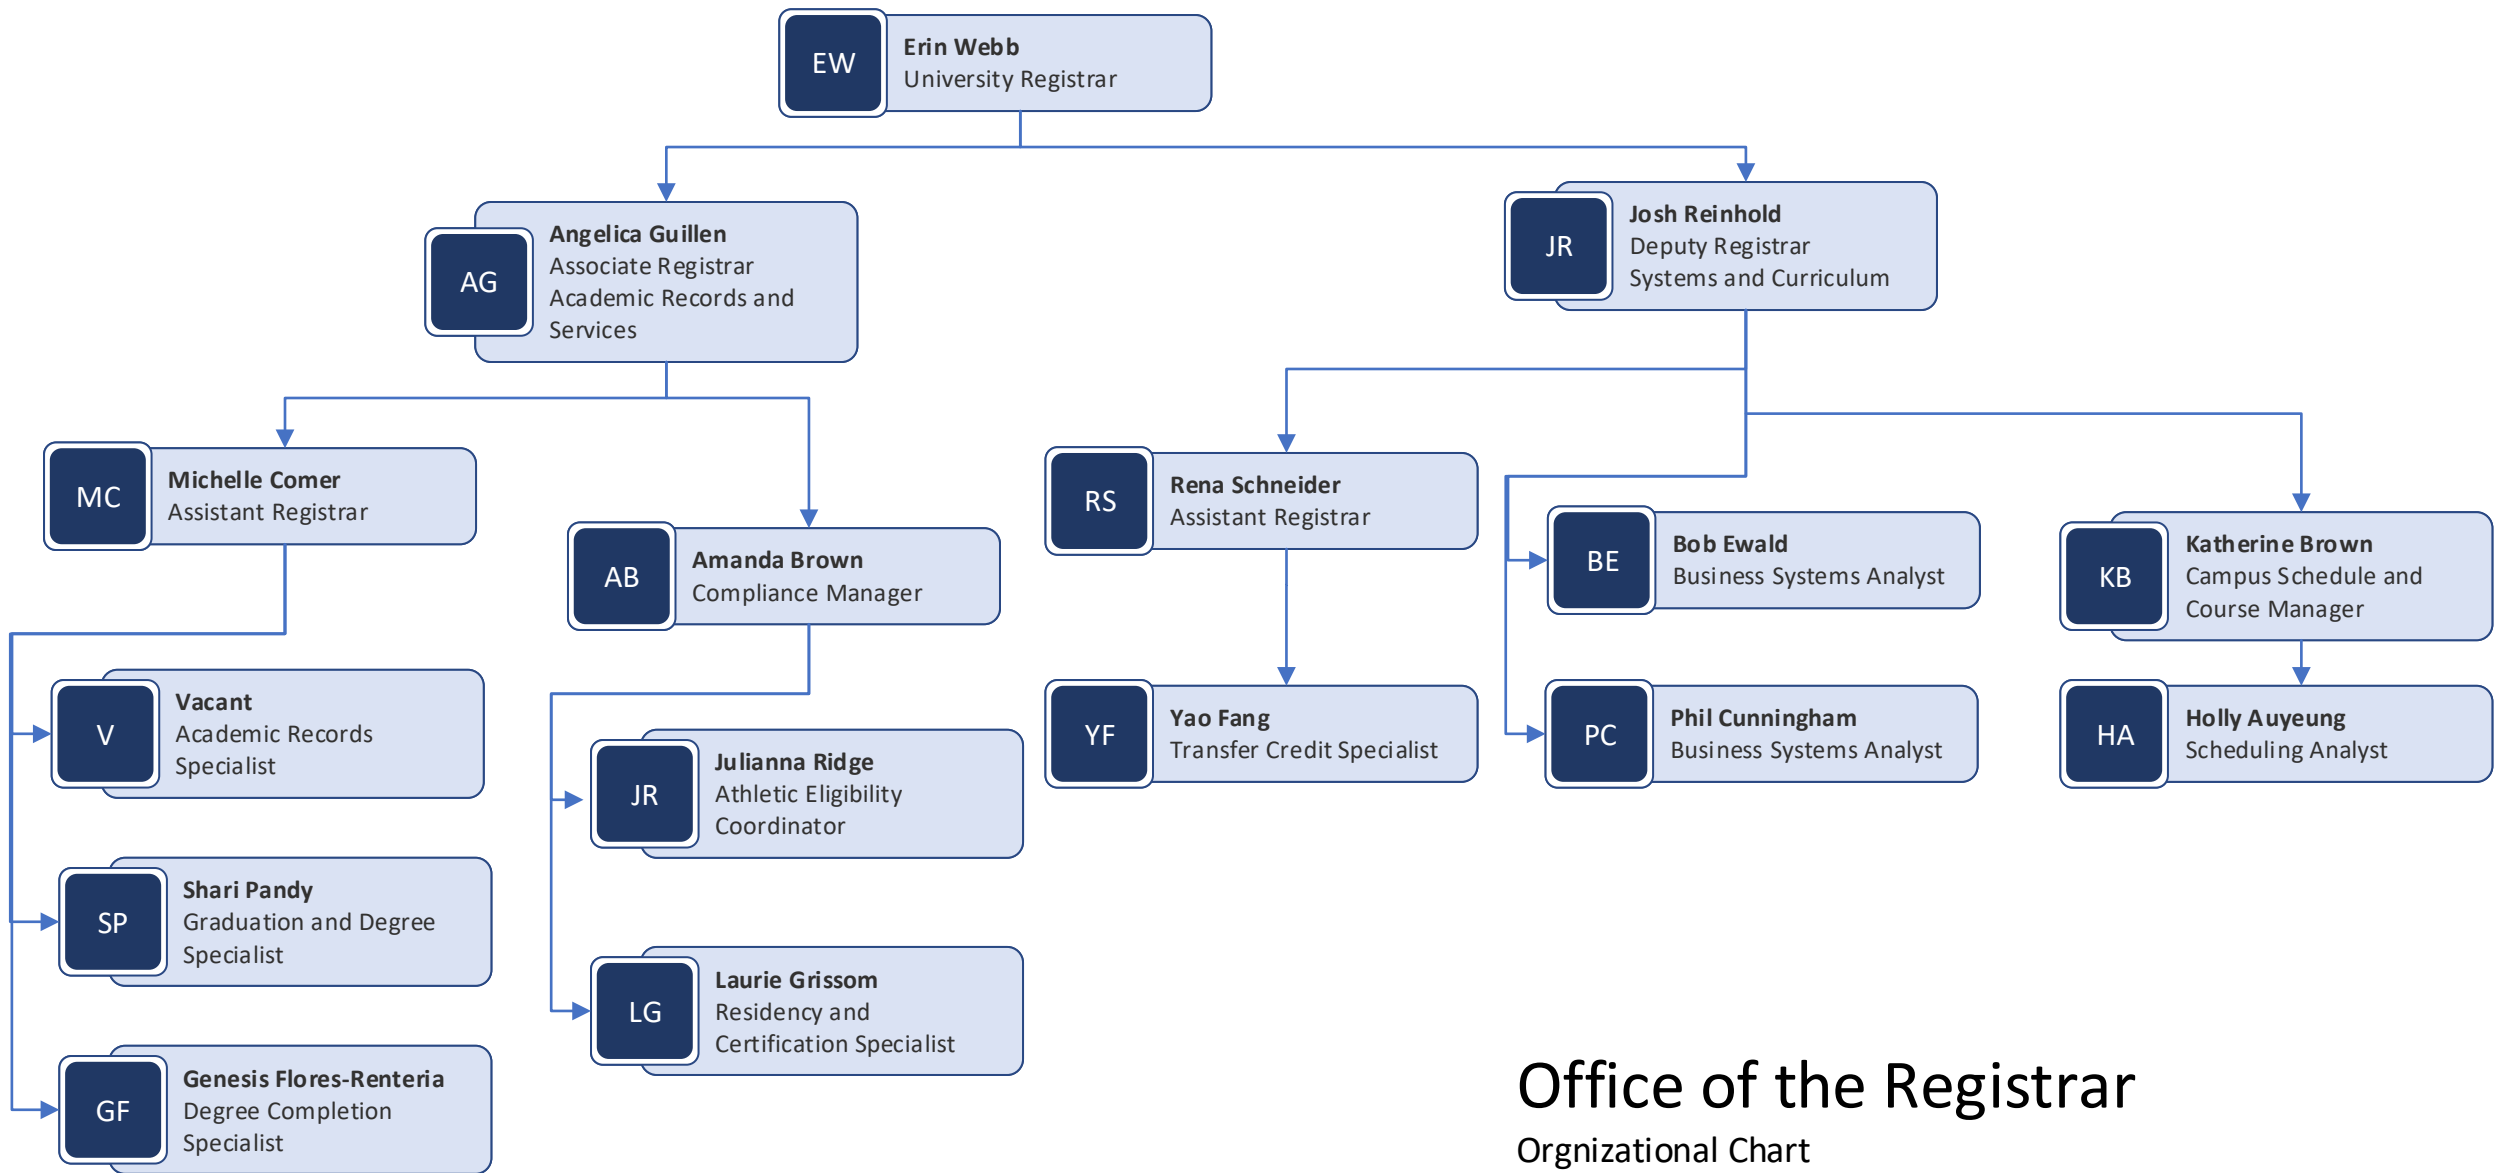 EW
Erin Webb
University Registrar
AG
Angelica Guillen
Associate Registrar
Academic Records and
Services
JR
Josh Reinhold
Deputy Registrar
Systems and Curriculum
MC
Michelle Comer
Assistant Registrar
AB
Amanda Brown
Compliance Manager
RS
Rena Schneider
Assistant Registrar
BE
Bob Ewald
Business Systems Analyst
KB
Katherine Brown
Campus Schedule and
Course Manager
V
Vacant
Academic Records
Specialist
JR
Julianna Ridge
Athletic Eligibility
Coordinator
YF
Yao Fang
Transfer Credit Specialist
PC
Phil Cunningham
Business Systems Analyst
HA
Holly Auyeung
Scheduling Analyst
SP
Shari Pandy
Graduation and Degree
Specialist
LG
Laurie Grissom
Residency and
Certification Specialist
GF
Genesis Flores-Renteria
Degree Completion
Specialist
Office of the Registrar
Orgnizational Chart